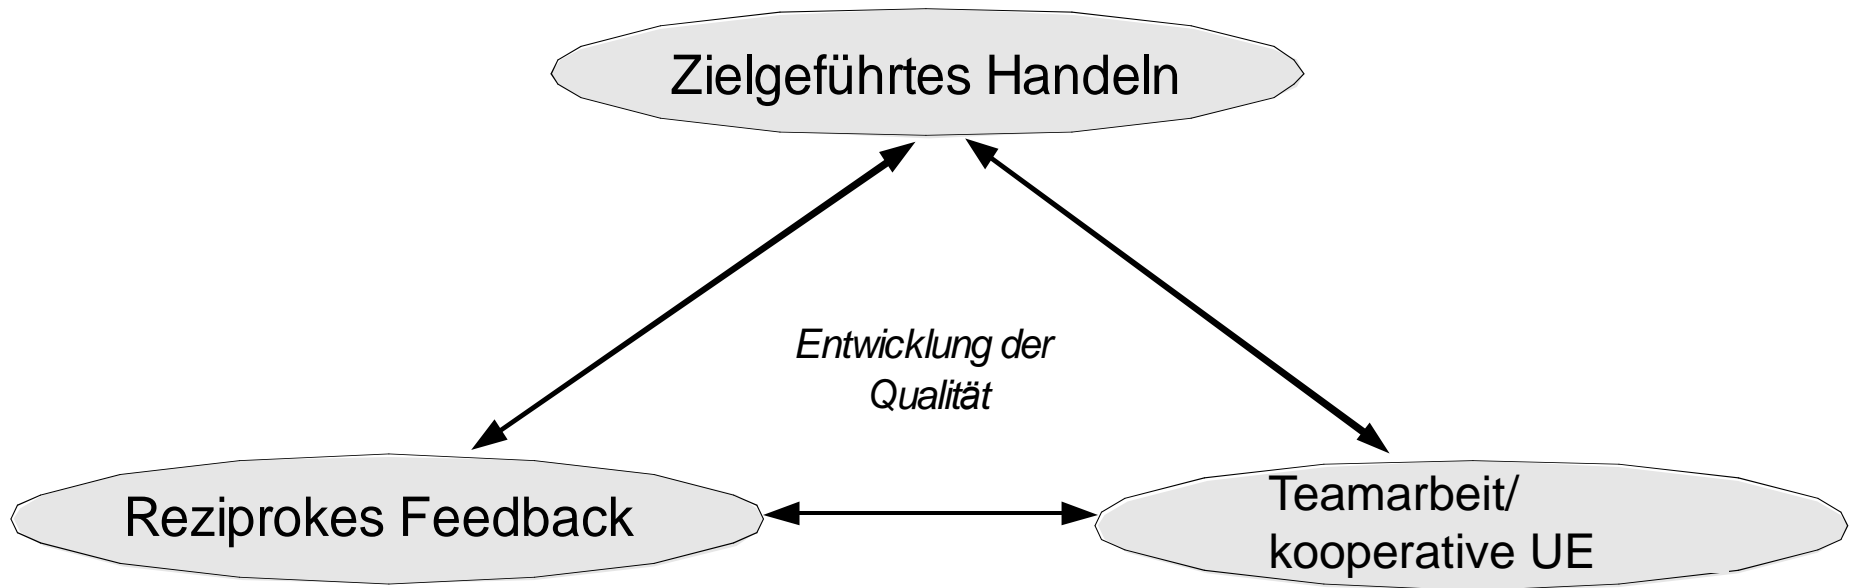 Zielgeführtes Handeln
Entwicklung der
Qualität
Reziprokes Feedback
Teamarbeit/
kooperative UE